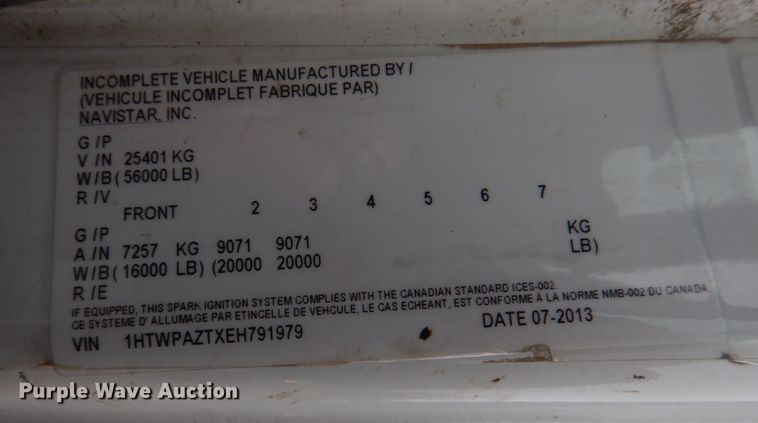 INCOMPLETE VEHICLE MANUFACTURED BY /
(VEHICULE INCOMPLET FABRIQUE PAR)
NAVISTAR, INC.
G /P
V /N 25401 KG
W/B( 56000 LB)
R /V
FRONT 2 3 4 5 6 7
G /P KG
A /N 7257 KG 9071 9071 LB)
W/B( 16000 LB) (20000 20000
R /E
IF EQUIPPED, THIS SPARK IGNITION SYSTEM COMPLIES WITH THE CANADIAN STANDARD ICES-002.
CE SYSTEME D' ALLUMAGE PAR ETINCELLE DE VEHICULE, LE CAS ECHEANT, EST CONFORME À LA NORME NMB-002 DU CANADA
VIN 1HTWPAZTXEH791979 DATE 07-2013
Purple Wave Auction